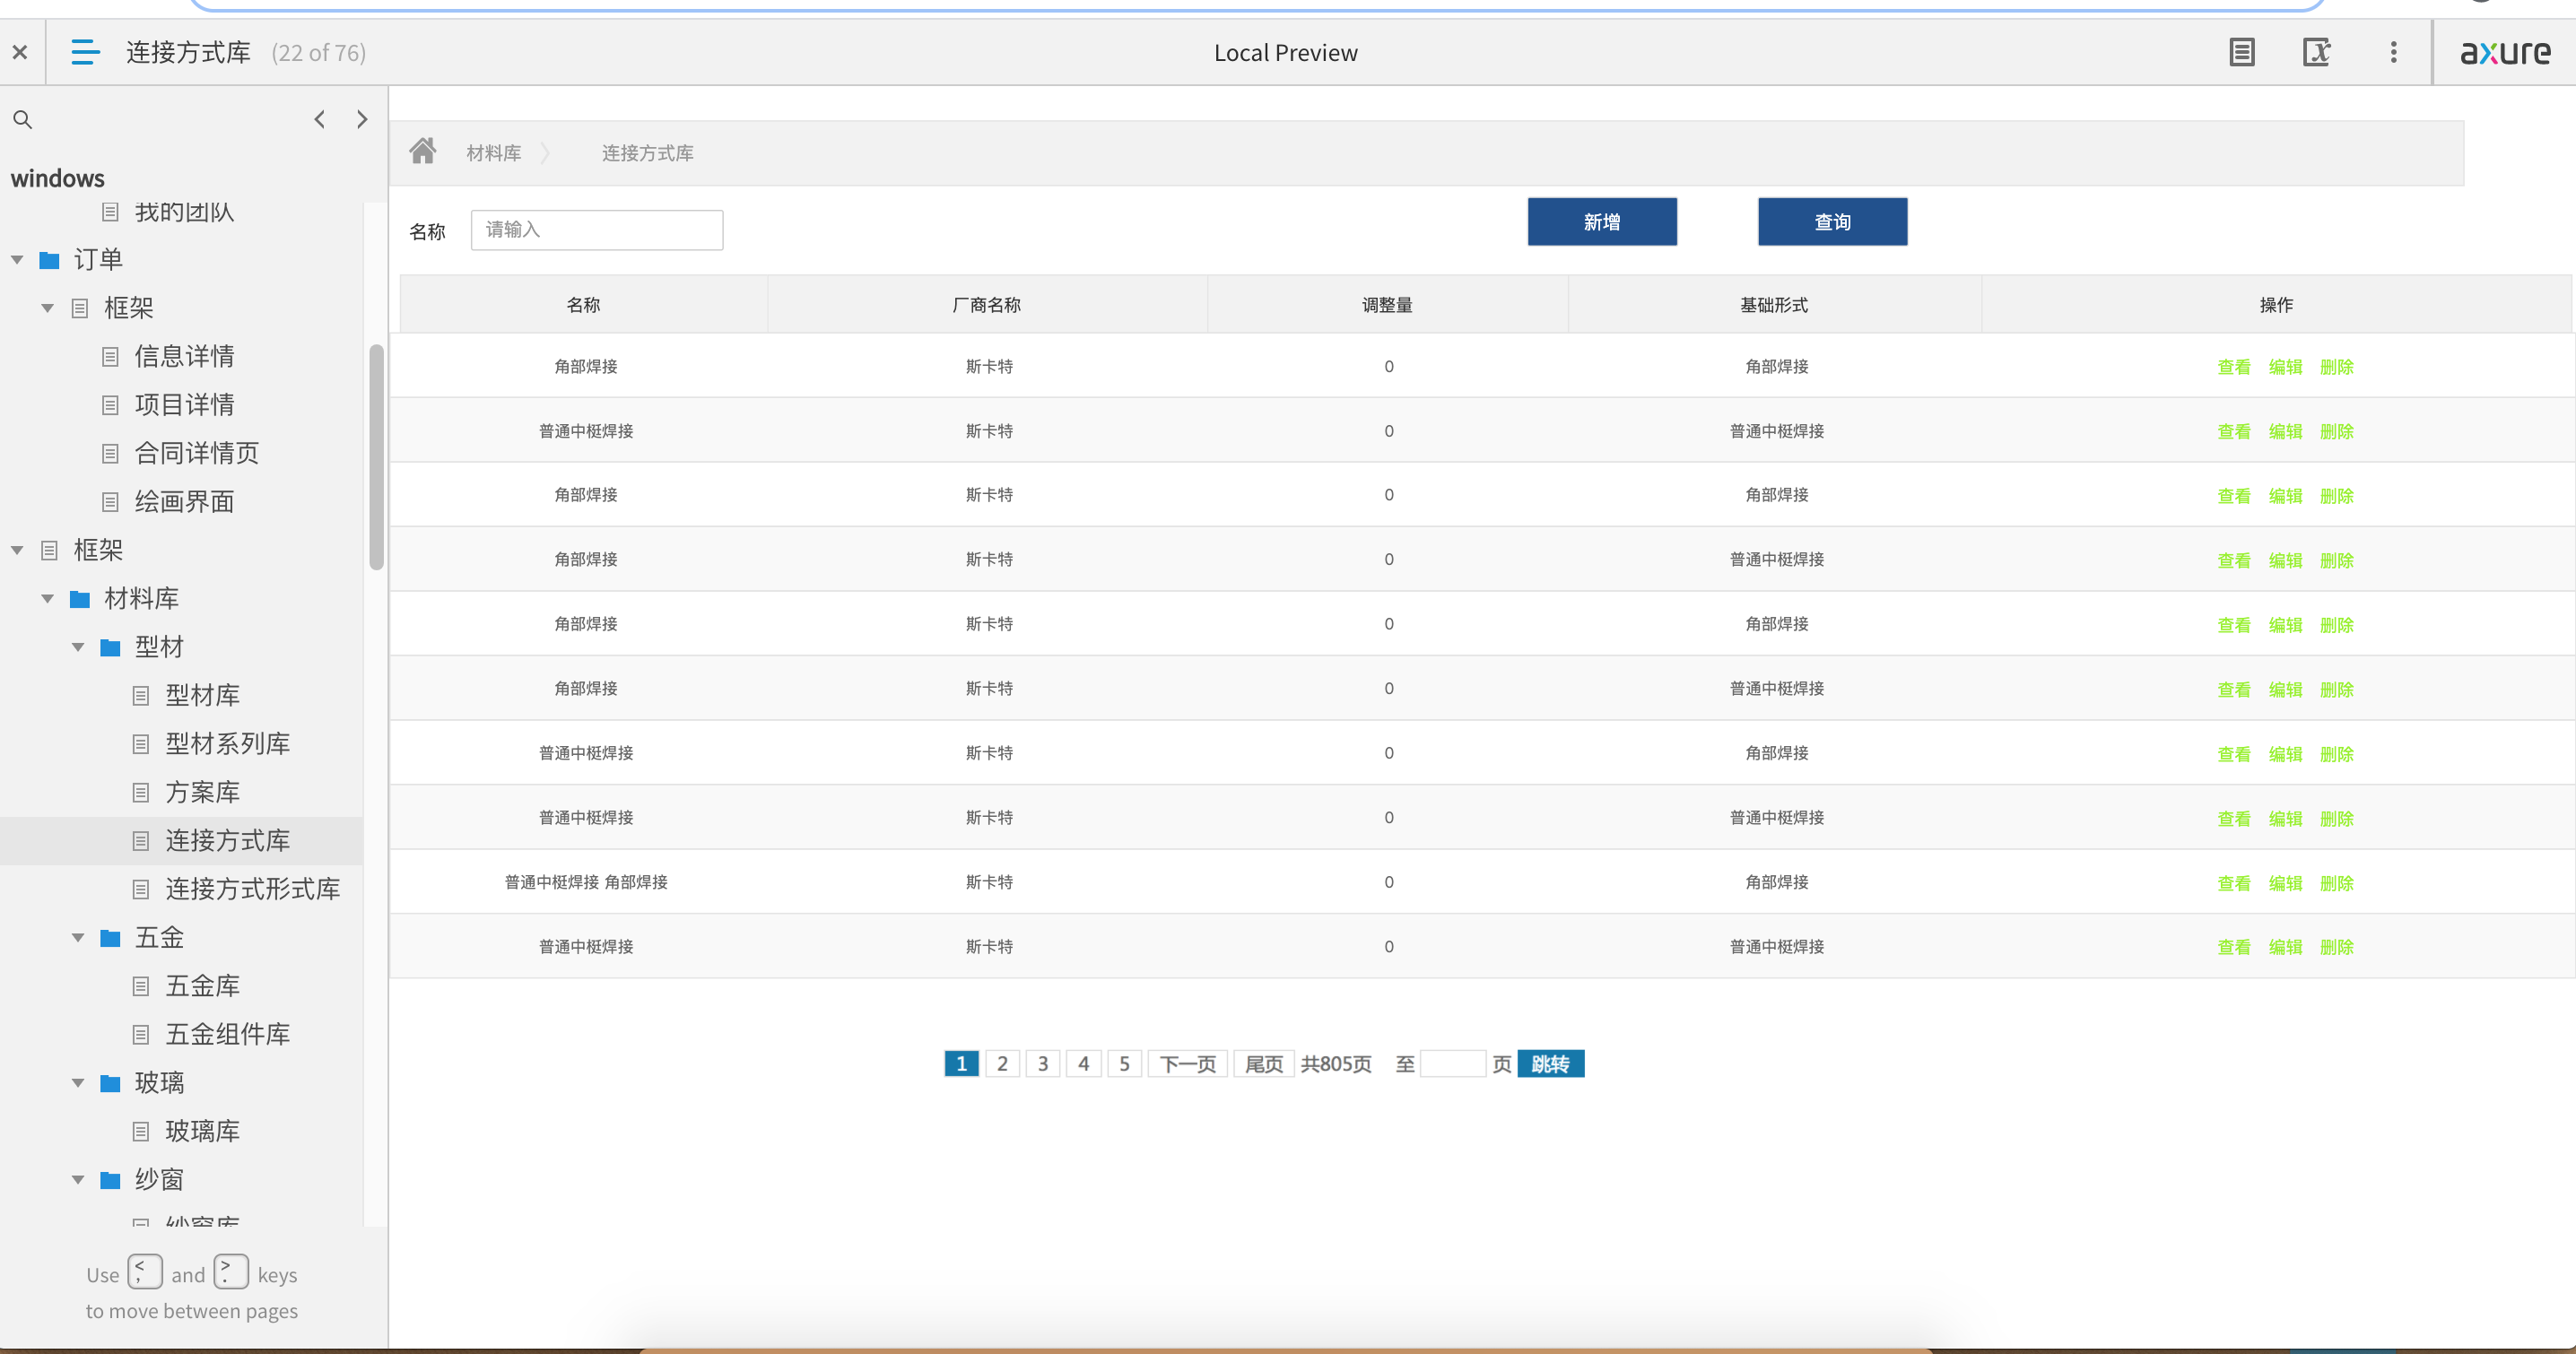 连接方式库 (22 of 76) Local Preview axure
windows
我的团队
订单
框架
信息详情
项目详情
合同详情页
绘画界面
框架
材料库
型材
型材库
型材系列库
方案库
连接方式库
连接方式形式库
五金
五金库
五金组件库
玻璃
玻璃库
纱窗
纱窗库
Use < , and > . keys
to move between pages
材料库 连接方式库
名称 请输入 新增 查询
名称 厂商名称 调整量 基础形式 操作
角部焊接 斯卡特 0 角部焊接 查看 编辑 删除
普通中梃焊接 斯卡特 0 普通中梃焊接 查看 编辑 删除
角部焊接 斯卡特 0 角部焊接 查看 编辑 删除
角部焊接 斯卡特 0 普通中梃焊接 查看 编辑 删除
角部焊接 斯卡特 0 角部焊接 查看 编辑 删除
角部焊接 斯卡特 0 普通中梃焊接 查看 编辑 删除
普通中梃焊接 斯卡特 0 角部焊接 查看 编辑 删除
普通中梃焊接 斯卡特 0 普通中梃焊接 查看 编辑 删除
普通中梃焊接 角部焊接 斯卡特 0 角部焊接 查看 编辑 删除
普通中梃焊接 斯卡特 0 普通中梃焊接 查看 编辑 删除
1 2 3 4 5 下一页 尾页 共805页 至 页 跳转